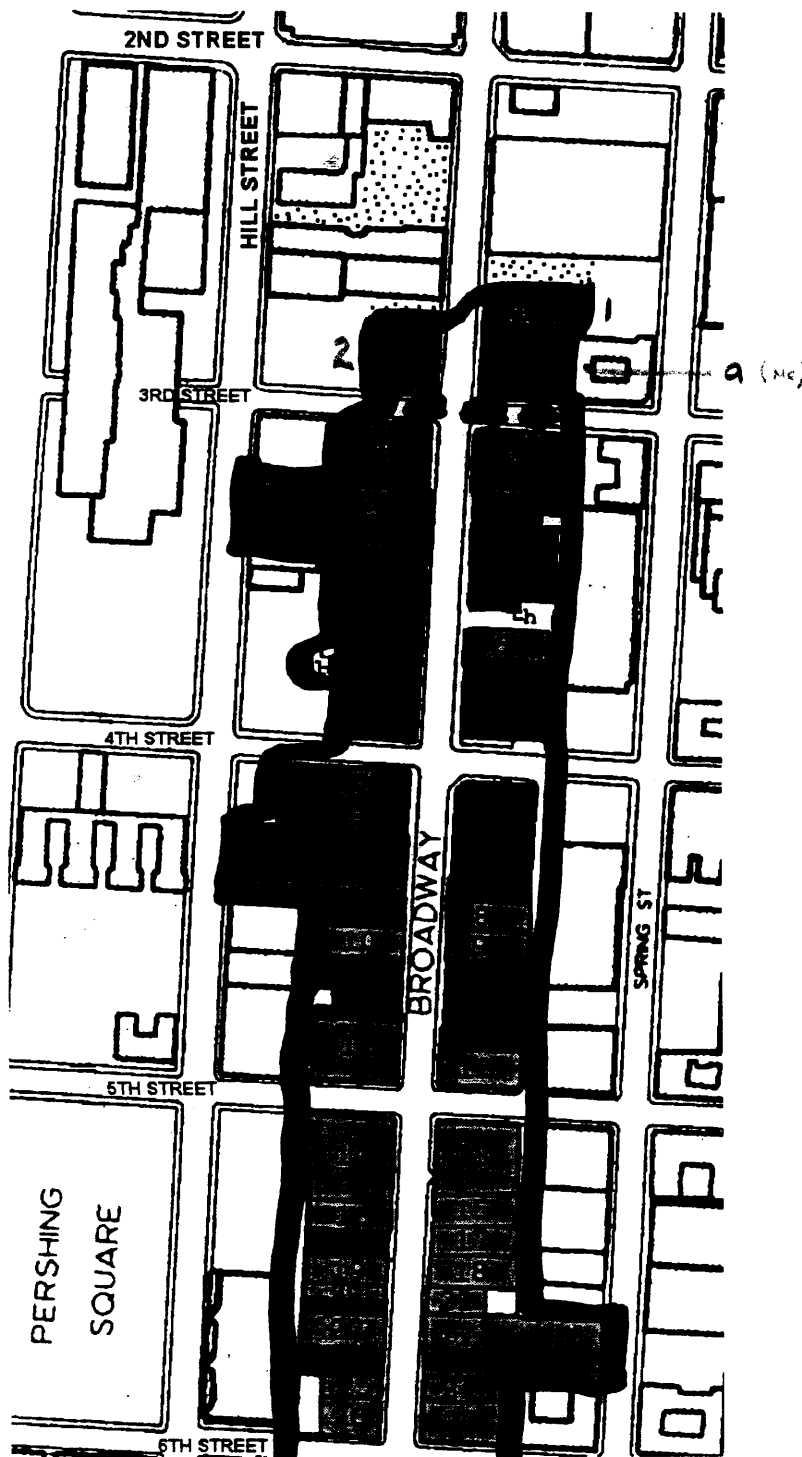 2ND STREET
HILL STREET
1
2
a (NC)
3RD STREET
4TH STREET
BROADWAY
SPRING ST
5TH STREET
PERSHING
SQUARE
6TH STREET